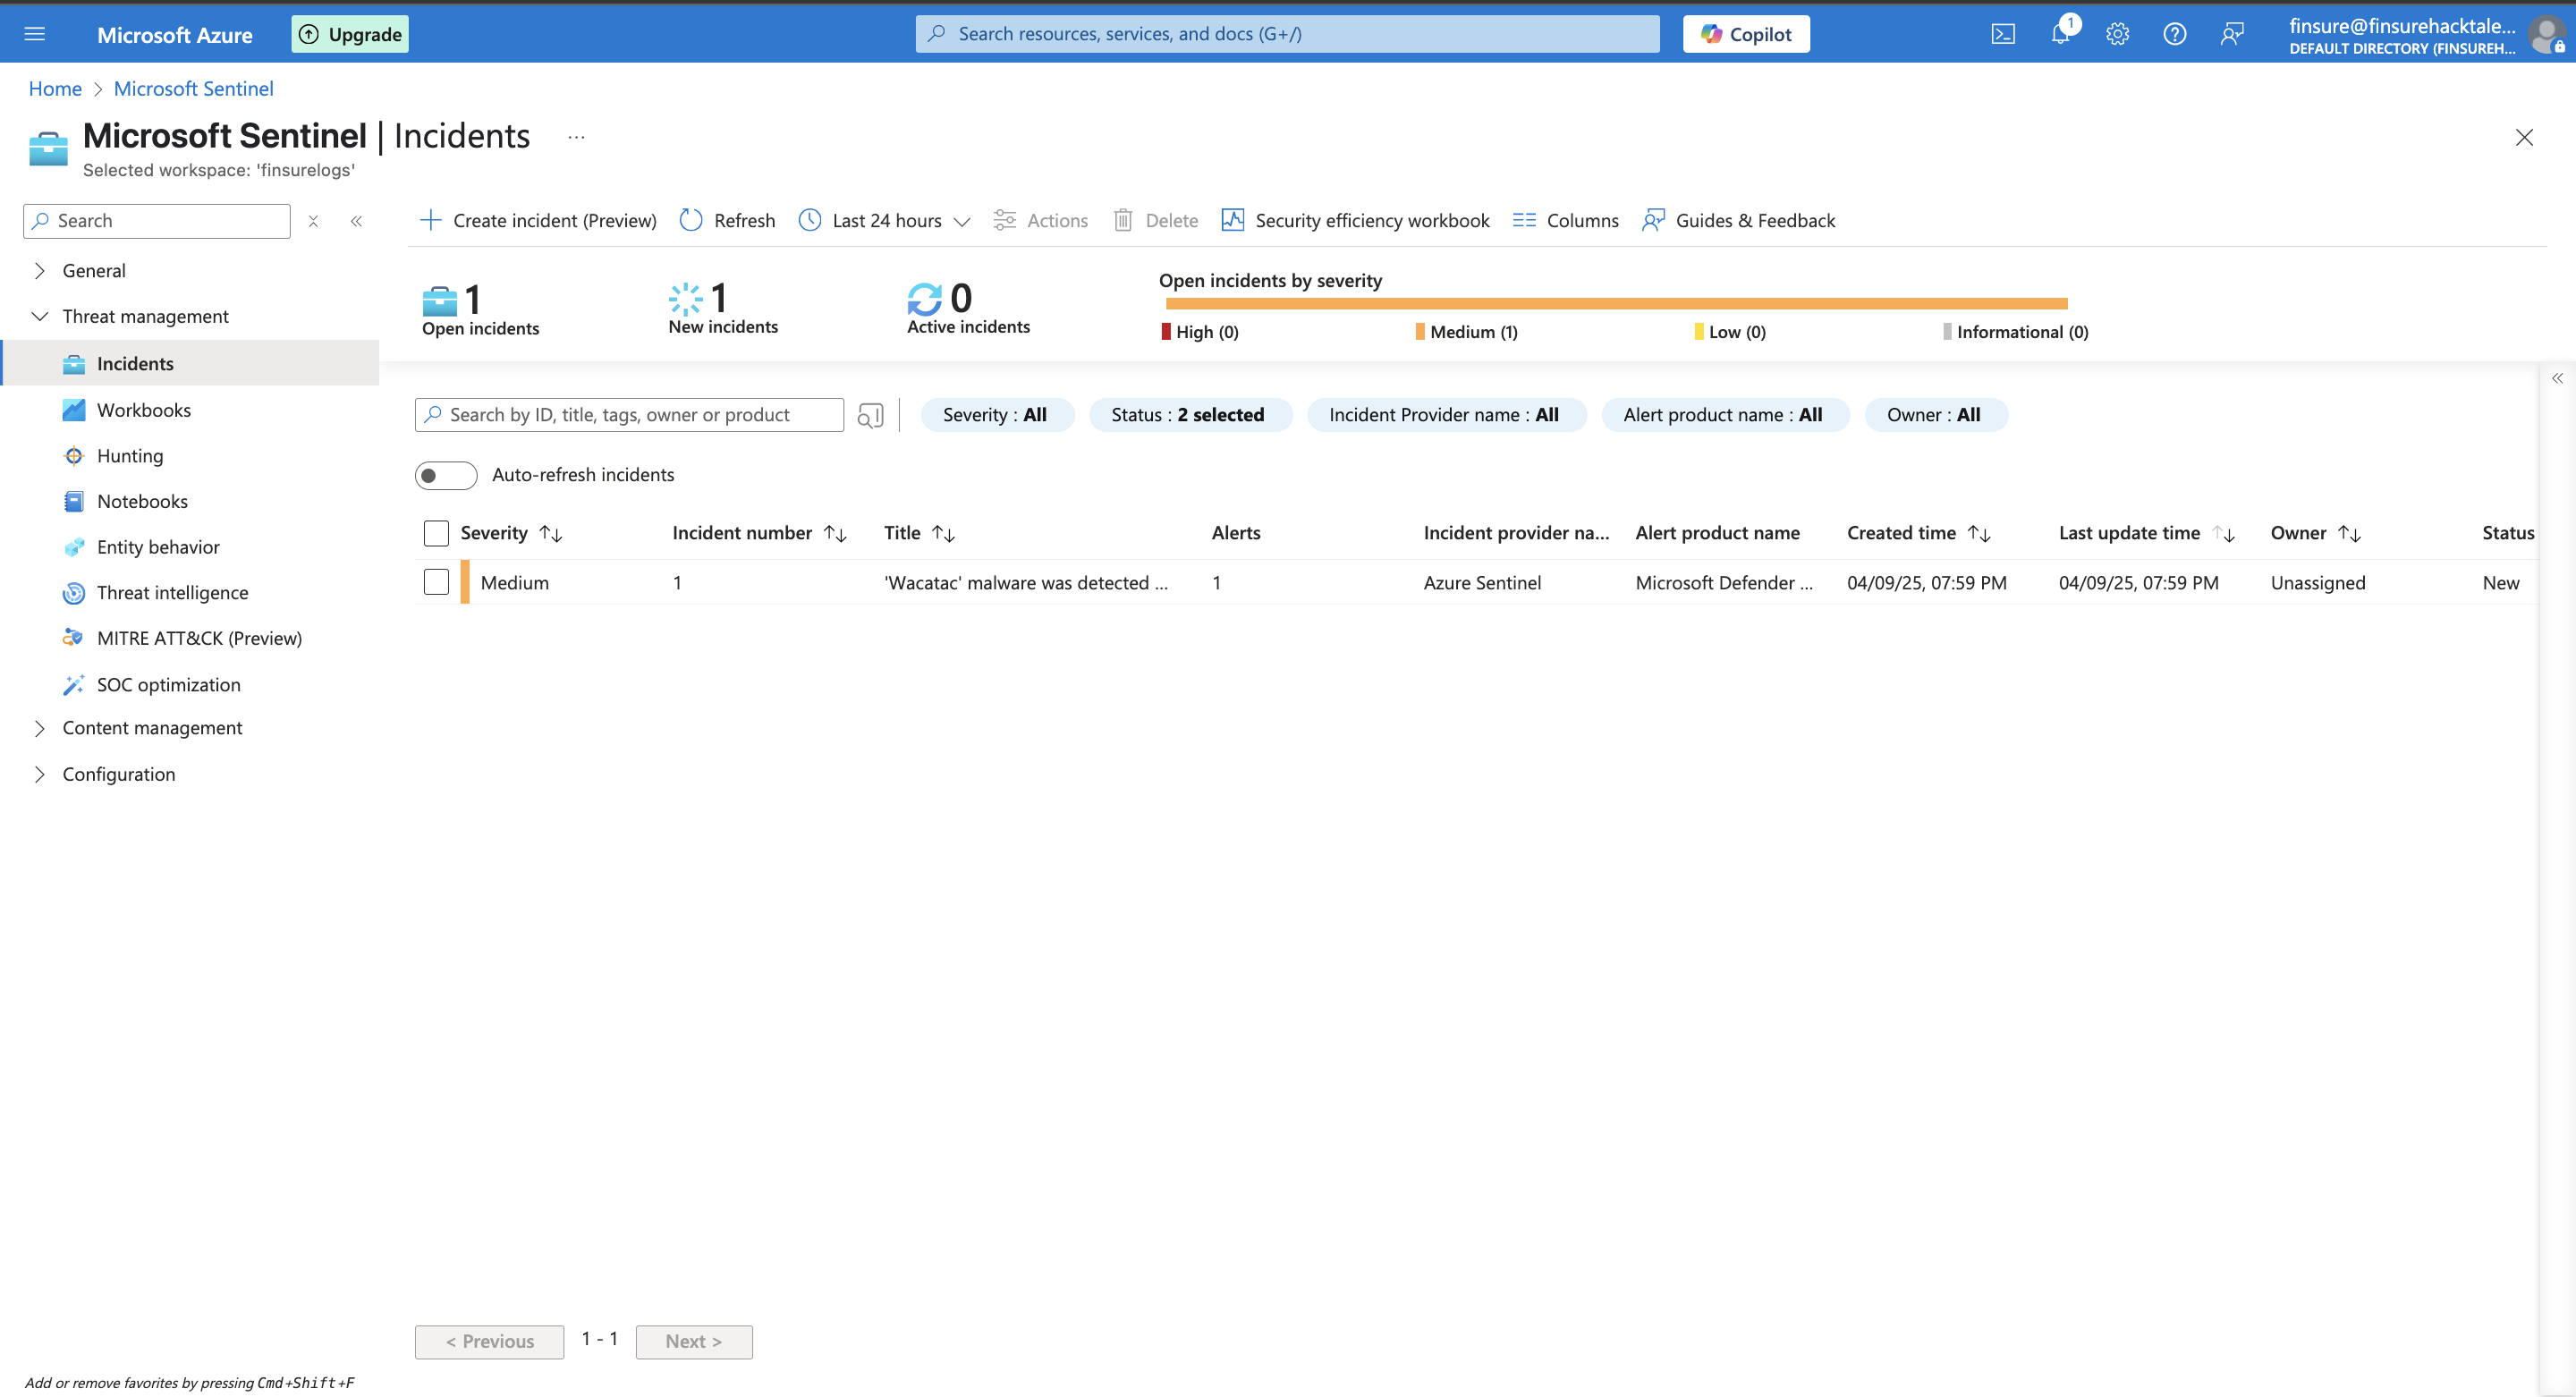 Microsoft Azure
Upgrade
Search resources, services, and docs (G+/)
Copilot
1
finsure@finsurehacktale...
DEFAULT DIRECTORY (FINSUREH...
Home > Microsoft Sentinel
Microsoft Sentinel | Incidents ...
Selected workspace: 'finsurelogs'
Search
General
Threat management
Incidents
Workbooks
Hunting
Notebooks
Entity behavior
Threat intelligence
MITRE ATT&CK (Preview)
SOC optimization
Content management
Configuration
Add or remove favorites by pressing Cmd+Shift+F
Create incident (Preview) Refresh Last 24 hours Actions Delete Security efficiency workbook Columns Guides & Feedback
1
Open incidents
1
New incidents
0
Active incidents
Open incidents by severity
High (0) Medium (1) Low (0) Informational (0)
Search by ID, title, tags, owner or product
Severity : All Status : 2 selected Incident Provider name : All Alert product name : All Owner : All
Auto-refresh incidents
Severity Incident number Title Alerts Incident provider na... Alert product name Created time Last update time Owner Status
Medium 1 'Wacatac' malware was detected ... 1 Azure Sentinel Microsoft Defender ... 04/09/25, 07:59 PM 04/09/25, 07:59 PM Unassigned New
< Previous 1 - 1 Next >